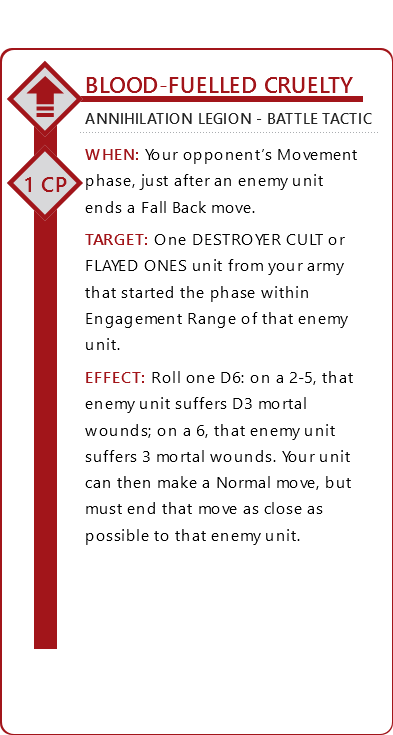 BLOOD-FUELLED CRUELTY
ANNIHILATION LEGION - BATTLE TACTIC
WHEN: Your opponent's Movement
1 CP
phase, just after an enemy unit
ends a Fall Back move.
TARGET: One DESTROYER CULT or
FLAYED ONES unit from your army
that started the phase within
Engagement Range of that enemy
unit.
EFFECT: Roll one D6: on a 2-5, that
enemy unit suffers D3 mortal
wounds; on a 6, that enemy unit
suffers 3 mortal wounds. Your unit
can then make a Normal move, but
must end that move as close as
possible to that enemy unit.